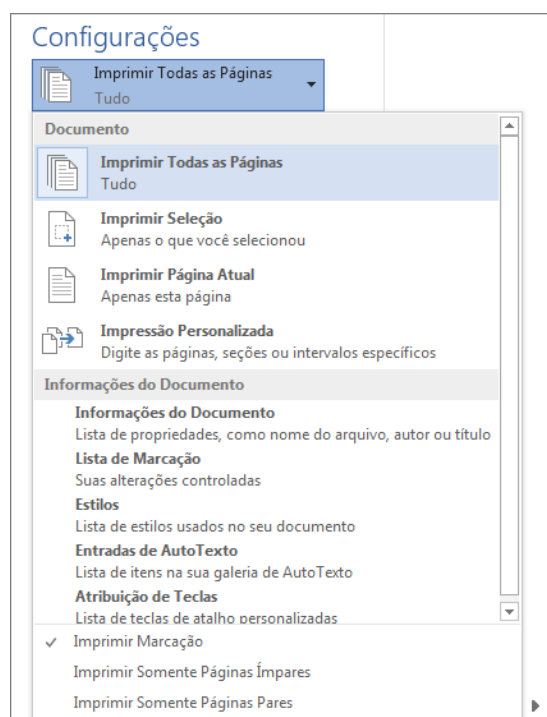 Configurações
Imprimir Todas as Páginas
Tudo
Documento
Imprimir Todas as Páginas
Tudo
Imprimir Seleção
Apenas o que você selecionou
Imprimir Página Atual
Apenas esta página
Impressão Personalizada
Digite as páginas, seções ou intervalos específicos
Informações do Documento
Informações do Documento
Lista de propriedades, como nome do arquivo, autor ou título
Lista de Marcação
Suas alterações controladas
Estilos
Lista de estilos usados no seu documento
Entradas de AutoTexto
Lista de itens na sua galeria de AutoTexto
Atribuição de Teclas
Lista de teclas de atalho personalizadas
Imprimir Marcação
Imprimir Somente Páginas Ímpares
Imprimir Somente Páginas Pares